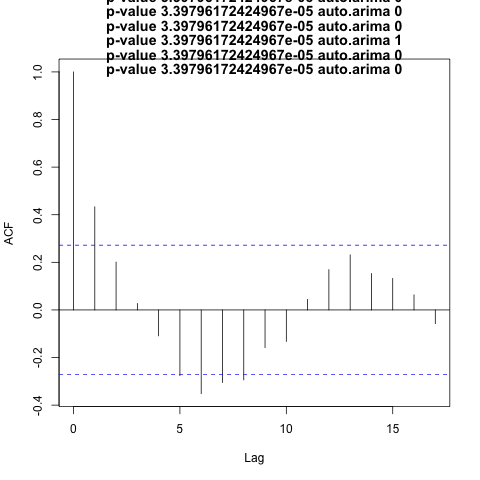 p-value 3.39796172424967e-05 auto.arima 0
p-value 3.39796172424967e-05 auto.arima 0
p-value 3.39796172424967e-05 auto.arima 0
p-value 3.39796172424967e-05 auto.arima 1
p-value 3.39796172424967e-05 auto.arima 0
p-value 3.39796172424967e-05 auto.arima 0
ACF
1.0
0.8
0.6
0.4
0.2
0.0
-0.2
-0.4
0
5
10
15
Lag